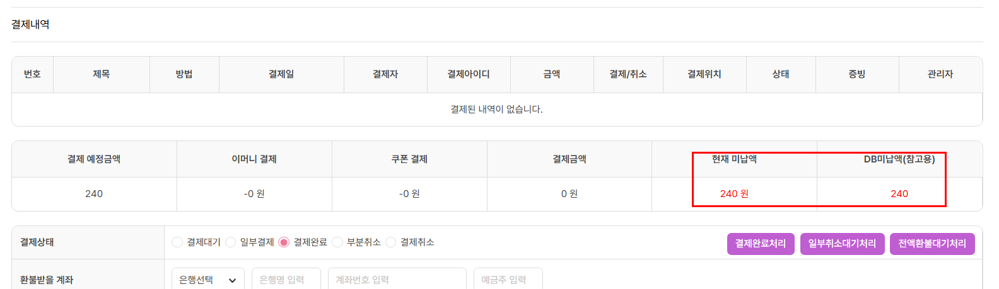 결제내역
번호 제목 방법 결제일 결제자 결제아이디 금액 결제/취소 결제위치 상태 증빙 관리자
결제된 내역이 없습니다.
결제 예정금액 이머니 결제 쿠폰 결제 결제금액 현재 미납액 DB미납액(참고용)
240 -0 원 -0 원 0 원 240 원 240
결제상태 결제대기 일부결제 결제완료 부분취소 결제취소 결제완료처리 일부취소대기처리 전액환불대기처리
환불받을 계좌 은행선택 은행명 입력 계좌번호 입력 예금주 입력